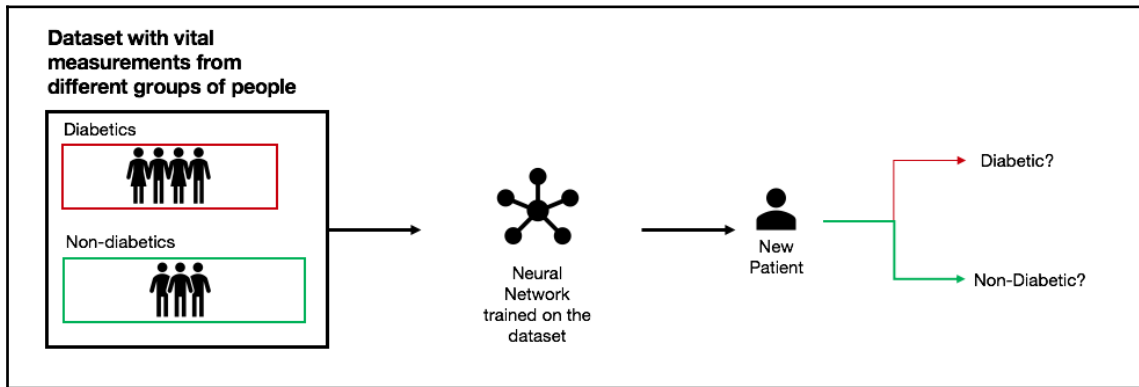 Dataset with vital
measurements from
different groups of people
Diabetics
Non-diabetics
Neural
Network
trained on the
dataset
New
Patient
Diabetic?
Non-Diabetic?